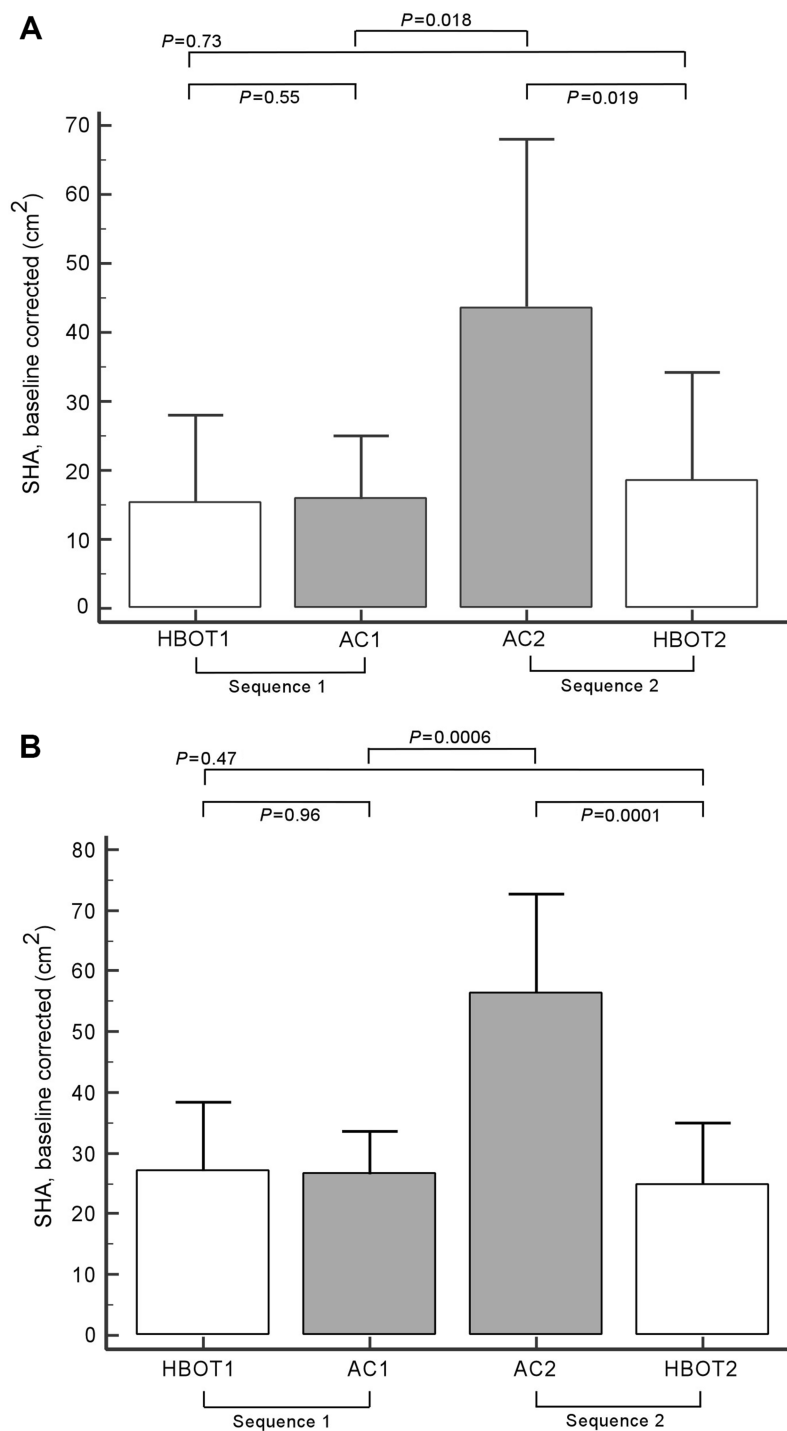 A
P=0.018
P=0.73
P=0.55
P=0.019
SHA, baseline corrected (cm2)
70
60
50
40
30
20
10
0
HBOT1 AC1 AC2 HBOT2
Sequence 1 Sequence 2
B
P=0.0006
P=0.47
P=0.96
P=0.0001
SHA, baseline corrected (cm2)
80
70
60
50
40
30
20
10
0
HBOT1 AC1 AC2 HBOT2
Sequence 1 Sequence 2